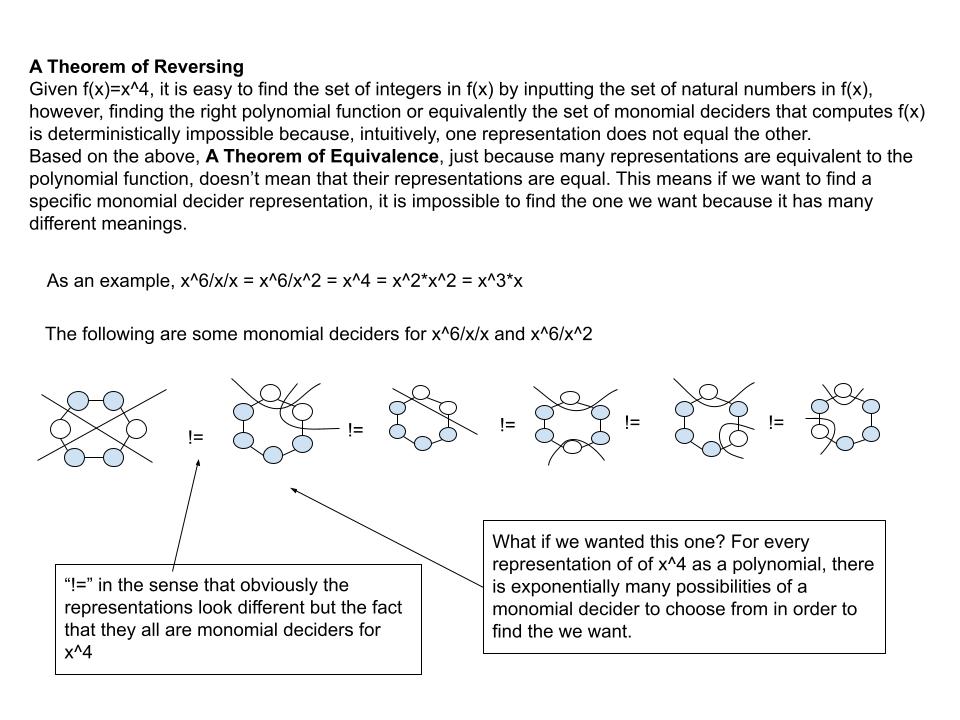 A Theorem of Reversing
Given f(x)=x^4, it is easy to find the set of integers in f(x) by inputting the set of natural numbers in f(x),
however, finding the right polynomial function or equivalently the set of monomial deciders that computes f(x)
is deterministically impossible because, intuitively, one representation does not equal the other.
Based on the above, A Theorem of Equivalence, just because many representations are equivalent to the
polynomial function, doesn't mean that their representations are equal. This means if we want to find a
specific monomial decider representation, it is impossible to find the one we want because it has many
different meanings.
As an example, x^6/x/x = x^6/x^2 = x^4 = x^2*x^2 = x^3*x
The following are some monomial deciders for x^6/x/x and x^6/x^2
!= != != != !=
What if we wanted this one? For every
representation of of x^4 as a polynomial, there
is exponentially many possibilities of a
monomial decider to choose from in order to
find the we want.
“!=” in the sense that obviously the
representations look different but the fact
that they all are monomial deciders for
x^4